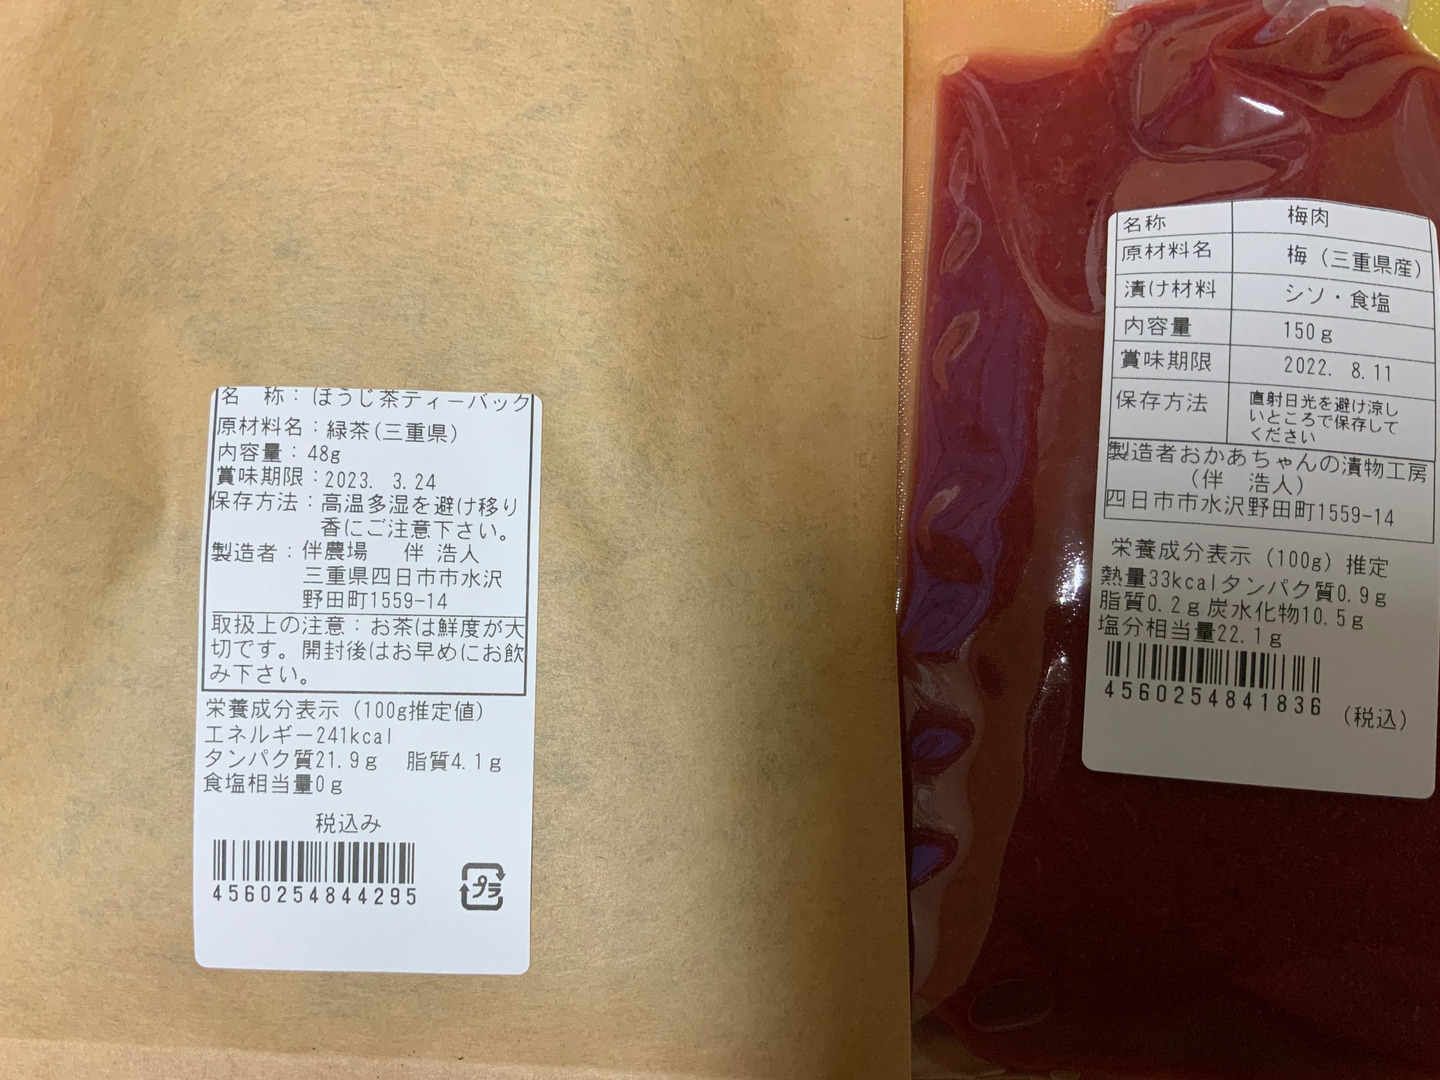 名　称：ほうじ茶ティーバック
原材料名：緑茶(三重県)
内容量：48g
賞味期限：2023. 3.24
保存方法：高温多湿を避け移り
香にご注意下さい。
製造者：伴農場　伴 浩人
三重県四日市市水沢
野田町1559-14
取扱上の注意：お茶は鮮度が大
切です。開封後はお早めにお飲
み下さい。
栄養成分表示（100g推定値）
エネルギー241kcal
タンパク質21.9g　脂質4.1g
食塩相当量0g
税込み
4560254844295
プラ
名称　梅肉
原材料名　梅（三重県産）
漬け材料　シソ・食塩
内容量　150g
賞味期限　2022. 8.11
保存方法　直射日光を避け涼し
いところで保存して
ください
製造者おかあちゃんの漬物工房
（伴　浩人）
四日市市水沢野田町1559-14
栄養成分表示（100g）推定
熱量33kcalタンパク質0.9g
脂質0.2g炭水化物10.5g
塩分相当量22.1g
4560254841836
（税込）